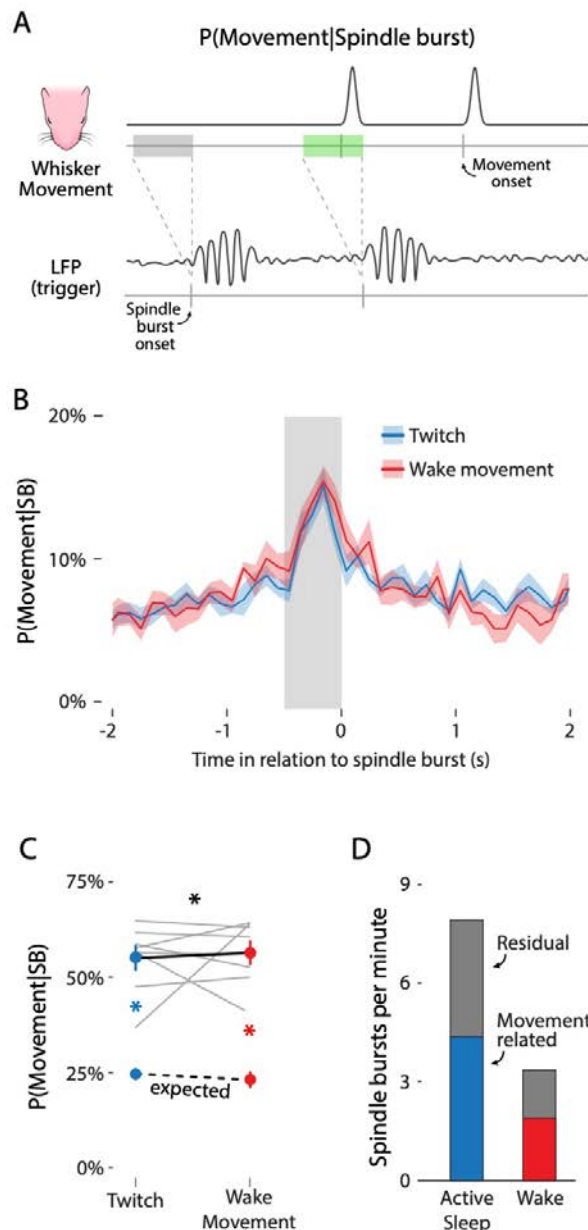 A
P(Movement|Spindle burst)
Whisker
Movement
Movement
onset
LFP
(trigger)
Spindle
burst
onset
B
20%
Twitch
Wake movement
P(Movement|SB)
10%
0%
-2
-1
0
1
2
Time in relation to spindle burst (s)
C
75%
*
P(Movement|SB)
50%
*
*
25%
expected
0%
Twitch
Wake
Movement
D
9
Spindle bursts per minute
Residual
6
Movement
related
3
0
Active
Sleep
Wake